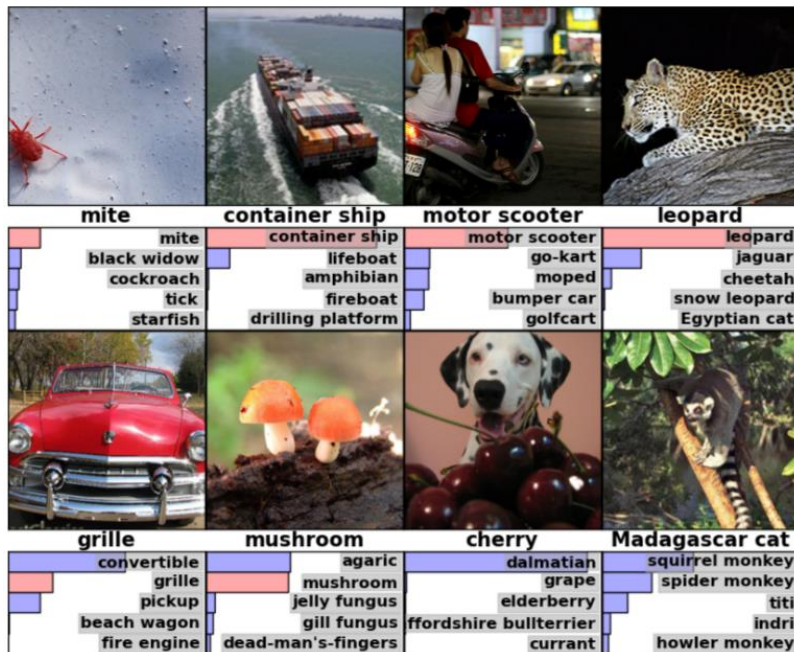 mite
container ship
motor scooter
leopard
mite
black widow
cockroach
tick
starfish
container ship
lifeboat
amphibian
fireboat
drilling platform
motor scooter
go-kart
moped
bumper car
golfcart
leopard
jaguar
cheetah
snow leopard
Egyptian cat
grille
mushroom
cherry
Madagascar cat
convertible
grille
pickup
beach wagon
fire engine
agaric
mushroom
jelly fungus
gill fungus
dead-man's-fingers
dalmatian
grape
elderberry
ffordshire bullterrier
currant
squirrel monkey
spider monkey
titi
indri
howler monkey